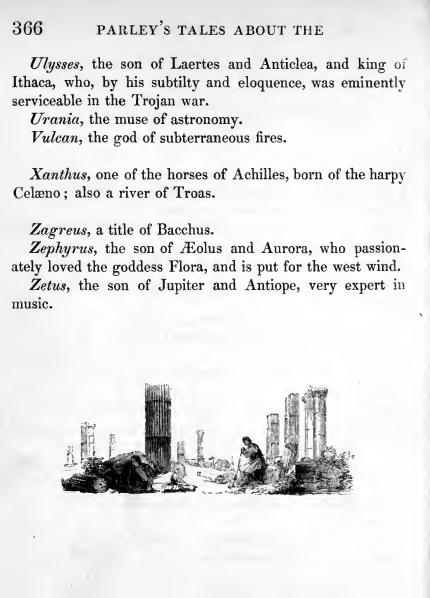 366 PARLEY'S TALES ABOUT THE
Ulysses, the son of Laertes and Anticlea, and king of
Ithaca, who, by his subtilty and eloquence, was eminently
serviceable in the Trojan war.
Urania, the muse of astronomy.
Vulcan, the god of subterraneous fires.
Xanthus, one of the horses of Achilles, born of the harpy
Celæno; also a river of Troas.
Zagreus, a title of Bacchus.
Zephyrus, the son of Æolus and Aurora, who passion-
ately loved the goddess Flora, and is put for the west wind.
Zetus, the son of Jupiter and Antiope, very expert in
music.